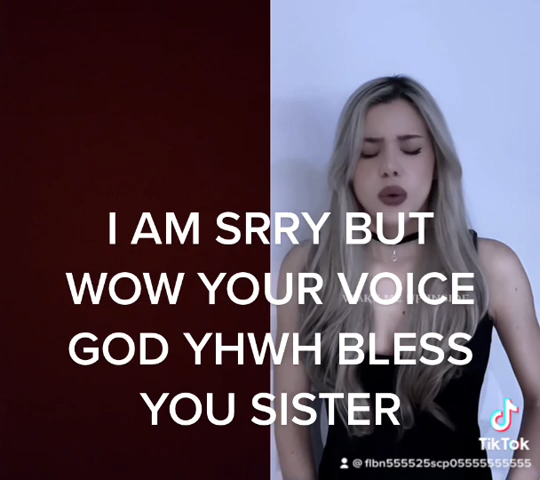 I AM SRRY BUT
WOW YOUR VOICE
GOD YHWH BLESS
YOU SISTER
TikTok
@flbn555525scp05555555555